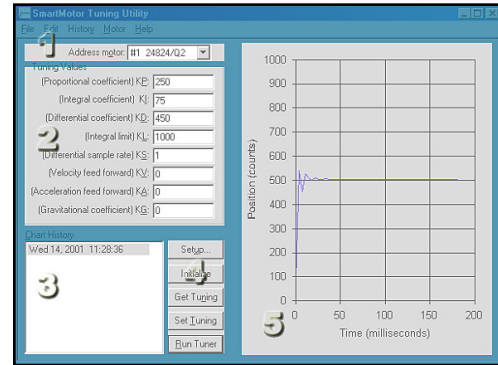 SmartMotor Tuning Utility
File Edit History Motor Help
1
Address motor: #1 24824/Q2
Tuning Values
(Proportional coefficient) KP: 250
(Integral coefficient) KI: 75
(Differential coefficient) KD: 450
(Integral limit) KL: 1000
(Differential sample rate) KS: 1
(Velocity feed forward) KV: 0
(Acceleration feed forward) KA: 0
(Gravitational coefficient) KG: 0
2
Chart History
Wed 14, 2001 11:28:36
3
Setup...
Initialize
4
Get Tuning
Set Tuning
Run Tuner
1000
900
800
700
600
500
400
300
200
100
0
Position (counts)
0 50 100 150 200
Time (milliseconds)
5